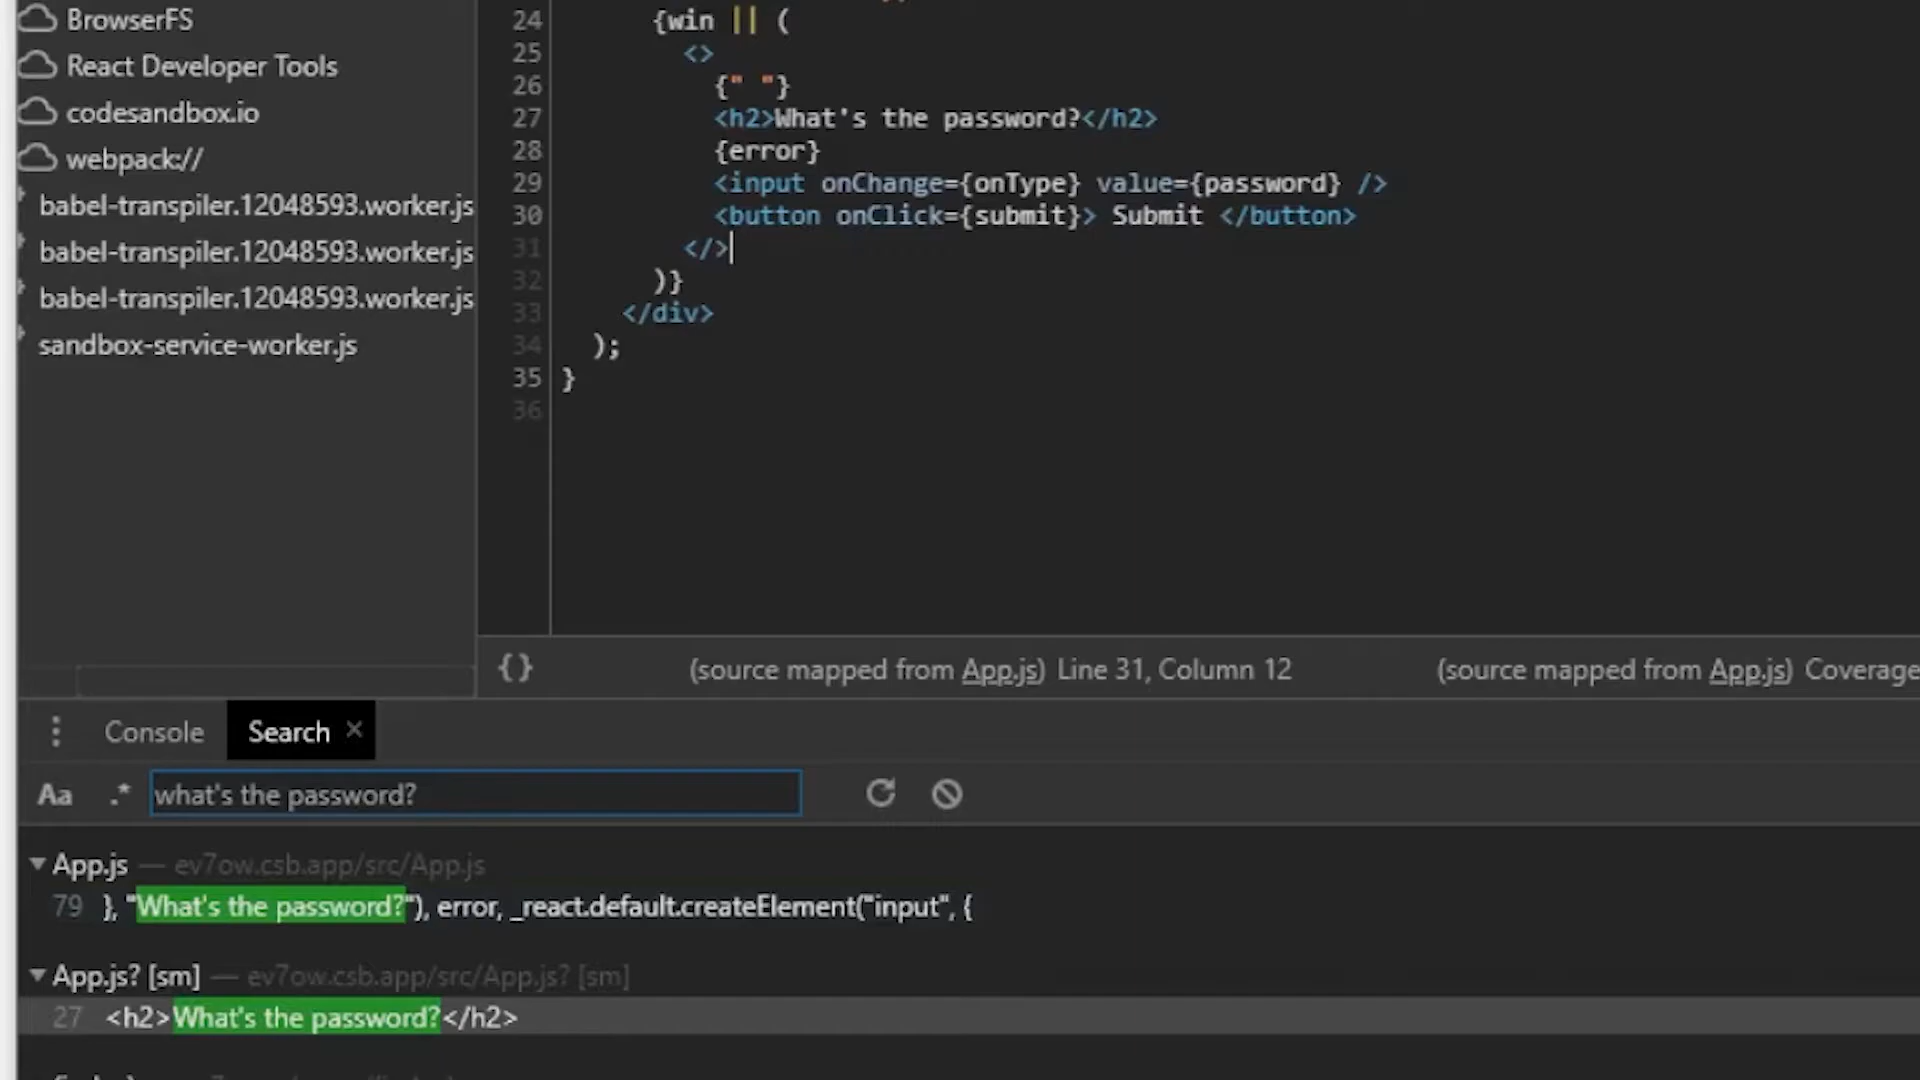 BrowserFS
React Developer Tools
codesandbox.io
webpack://
babel-transpiler.12048593.worker.js
babel-transpiler.12048593.worker.js
babel-transpiler.12048593.worker.js
sandbox-service-worker.js
24 {win || (
25 <>
26 {" "}
27 <h2>What's the password?</h2>
28 {error}
29 <input onChange={onType} value={password} />
30 <button onClick={submit}> Submit </button>
31 </>
32 )}
33 </div>
34 );
35 }
36
{} (source mapped from App.js) Line 31, Column 12 (source mapped from App.js) Coverage
Console Search ×
Aa .* what's the password?
App.js — ev7ow.csb.app/src/App.js
79 }, "What's the password?"), error, _react.default.createElement("input", {
App.js? [sm] — ev7ow.csb.app/src/App.js? [sm]
27 <h2>What's the password?</h2>